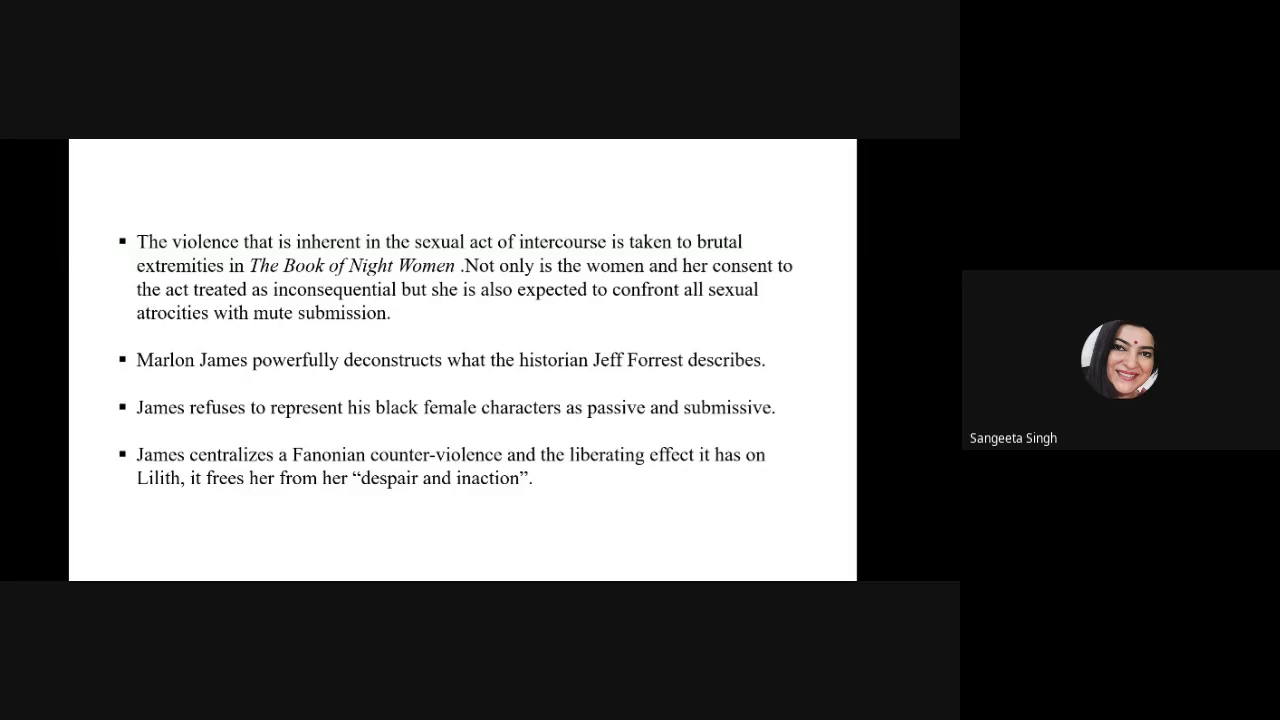 ▪ The violence that is inherent in the sexual act of intercourse is taken to brutal
extremities in The Book of Night Women .Not only is the women and her consent to
the act treated as inconsequential but she is also expected to confront all sexual
atrocities with mute submission.
▪ Marlon James powerfully deconstructs what the historian Jeff Forrest describes.
▪ James refuses to represent his black female characters as passive and submissive.
▪ James centralizes a Fanonian counter-violence and the liberating effect it has on
Lilith, it frees her from her “despair and inaction”.
Sangeeta Singh